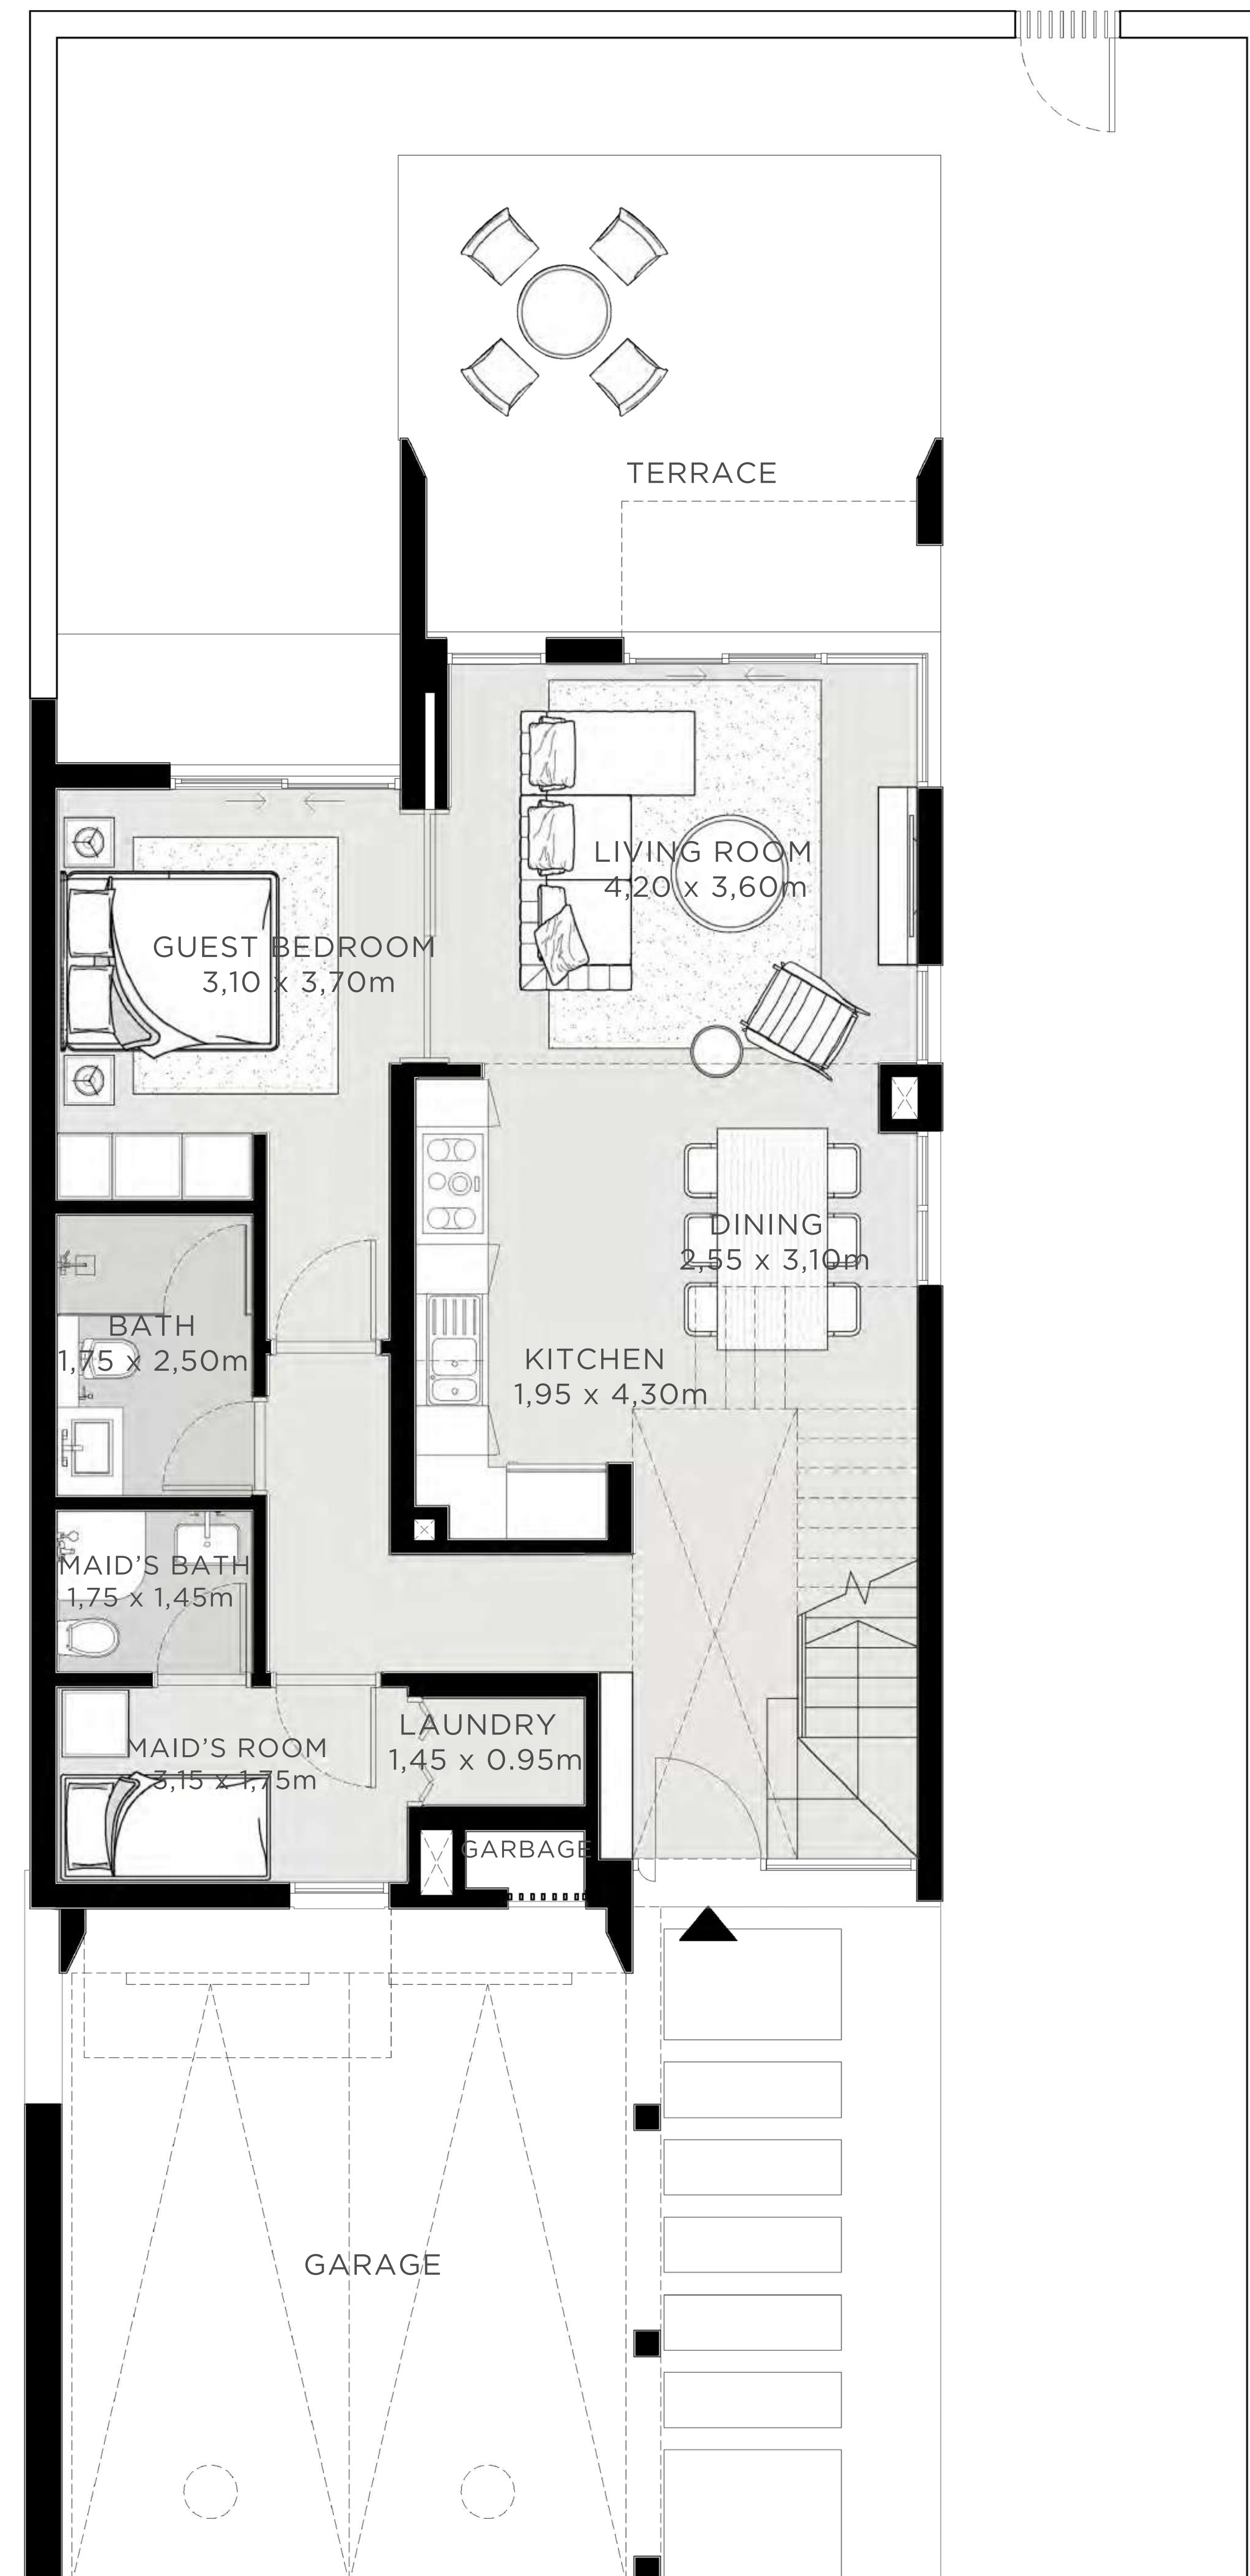 TERRACE
LIVING ROOM
4,20 x 3,60m
GUEST BEDROOM
3,10 x 3,70m
DINING
2,55 x 3,10m
BATH
1,75 x 2,50m
KITCHEN
1,95 x 4,30m
MAID'S BATH
1,75 x 1,45m
LAUNDRY
1,45 x 0.95m
MAID'S ROOM
3,15 x 1,75m
GARBAGE
GARAGE